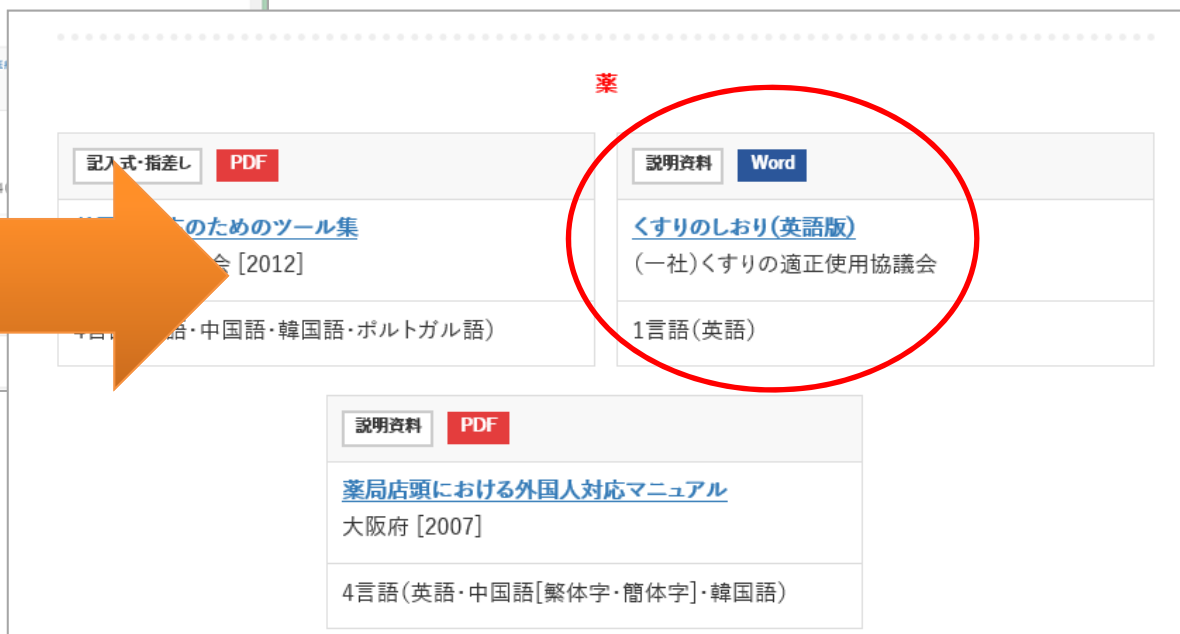 薬
記入式・指差し PDF
のためのツール集
[2012]
語・中国語・韓国語・ポルトガル語)
説明資料 Word
くすりのしおり(英語版)
(一社)くすりの適正使用協議会
1言語(英語)
説明資料 PDF
薬局店頭における外国人対応マニュアル
大阪府 [2007]
4言語(英語・中国語[繁体字・簡体字]・韓国語)